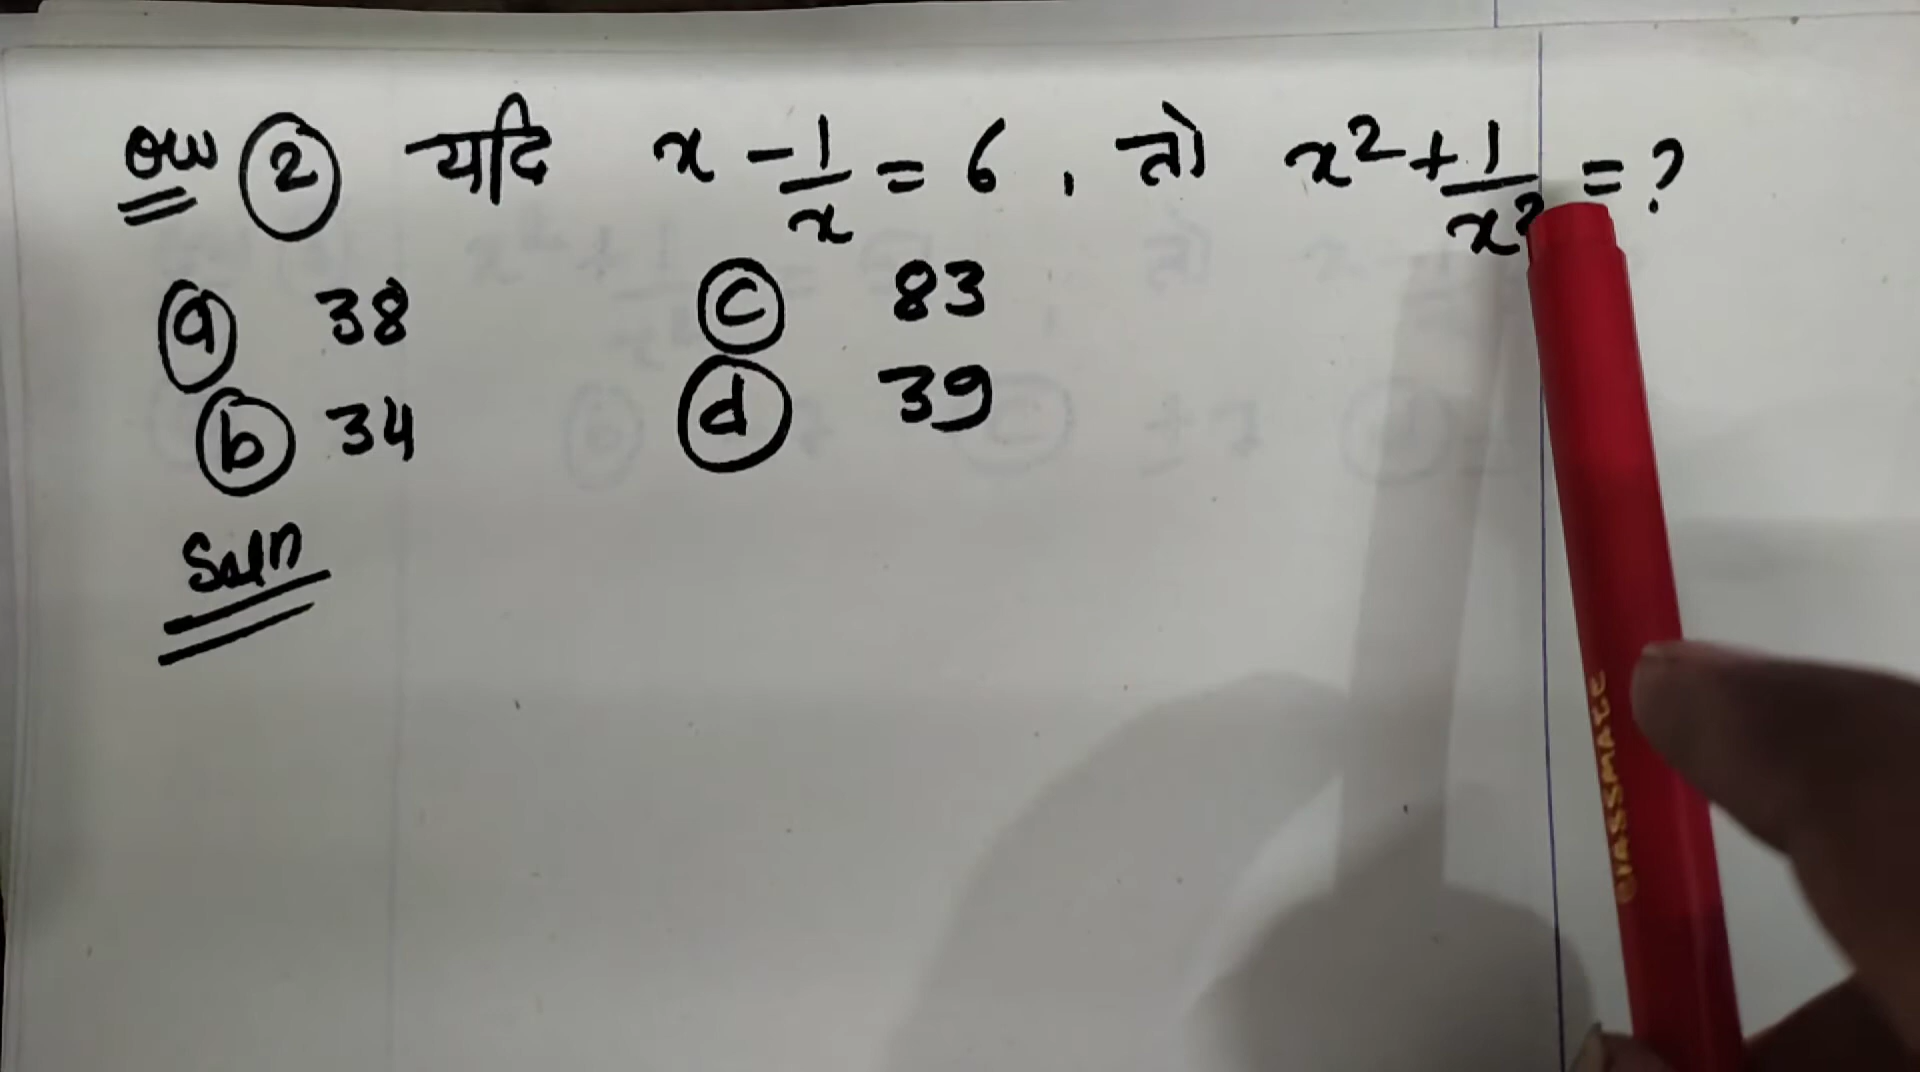 QW ② यदि x - 1/x = 6, तो x² + 1/x² = ?
ⓐ 38 ⓒ 83
ⓑ 34 ⓓ 39
Soln
CLASSMATE